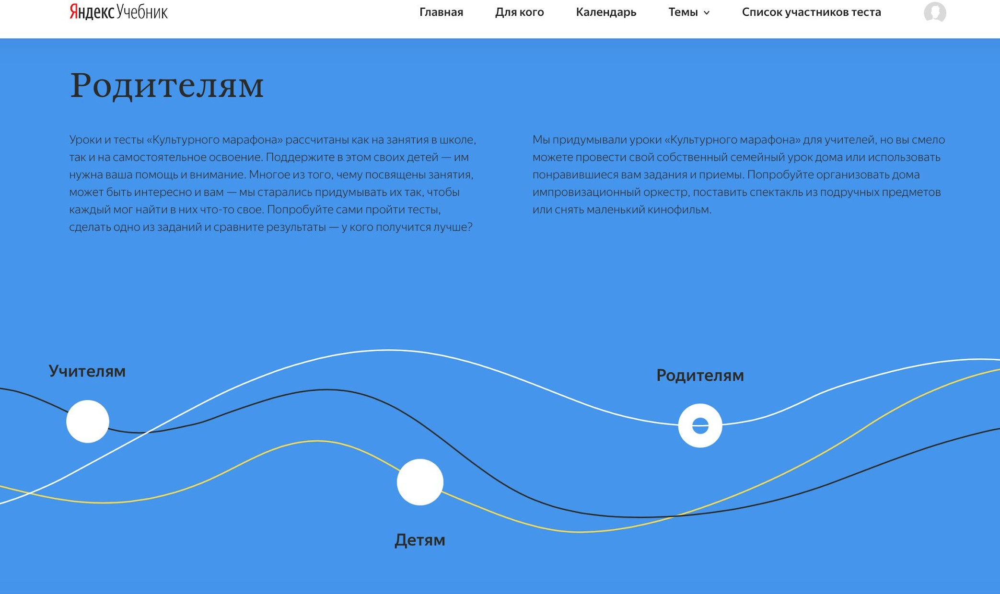 Яндекс Учебник
Главная
Для кого
Календарь
Темы
Список участников теста
Родителям
Уроки и тесты «Культурного марафона» рассчитаны как на занятия в школе,
так и на самостоятельное освоение. Поддержите в этом своих детей — им
нужна ваша помощь и внимание. Многое из того, чему посвящены занятия,
может быть интересно и вам — мы старались придумывать их так, чтобы
каждый мог найти в них что-то свое. Попробуйте сами пройти тесты,
сделать одно из заданий и сравните результаты — у кого получится лучше?
Мы придумывали уроки «Культурного марафона» для учителей, но вы смело
можете провести свой собственный семейный урок дома или использовать
понравившиеся вам задания и приемы. Попробуйте организовать дома
импровизационный оркестр, поставить спектакль из подручных предметов
или снять маленький кинофильм.
Учителям
Родителям
Детям